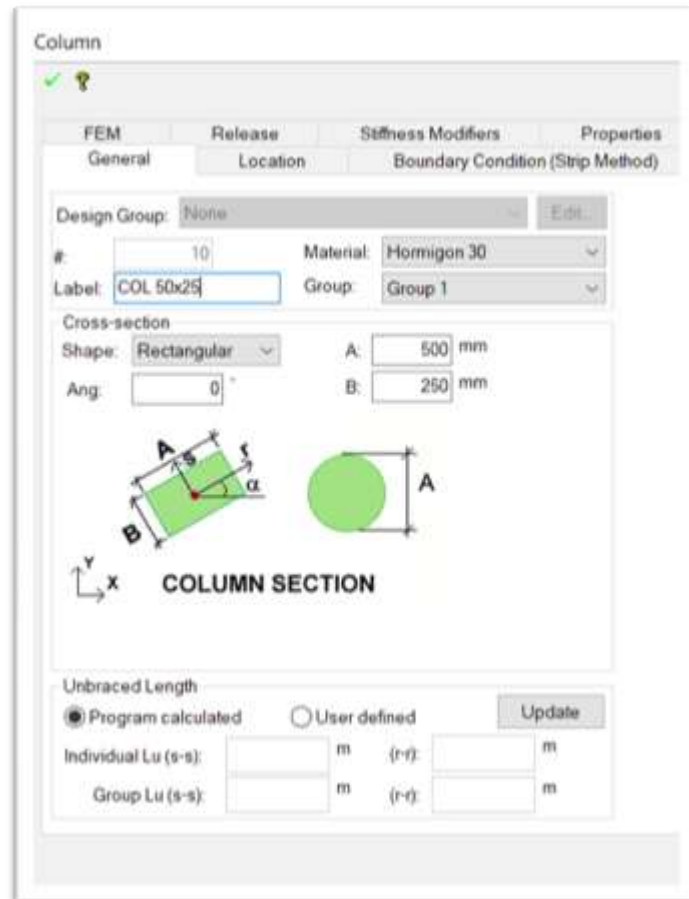 Column
FEM Release Stiffness Modifiers Properties
General Location Boundary Condition (Strip Method)
Design Group: None Edit...
#: 10 Material: Hormigon 30
Label: COL 50x25 Group: Group 1
Cross-section
Shape: Rectangular A: 500 mm
Ang: 0 ° B: 250 mm
A s r α B A
Y X COLUMN SECTION
Unbraced Length
Program calculated User defined Update
Individual Lu (s-s): m (r-r): m
Group Lu (s-s): m (r-r): m